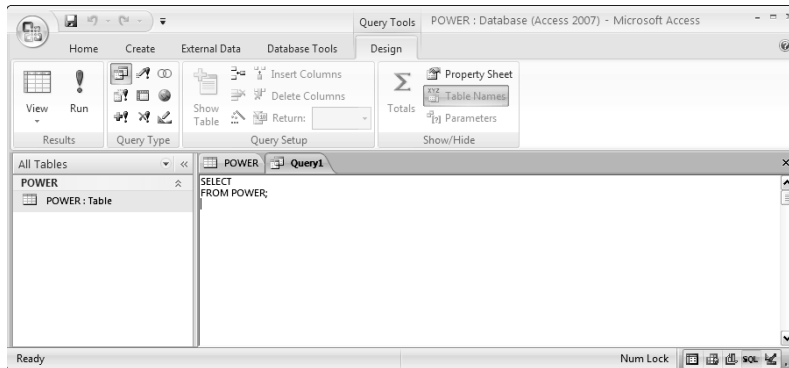 Query Tools POWER : Database (Access 2007) - Microsoft Access
Home Create External Data Database Tools Design
View
Run
Results
Query Type
Show Table
Insert Columns
Delete Columns
Return:
Query Setup
Totals
Property Sheet
XYZ Table Names
Parameters
Show/Hide
All Tables
POWER
POWER : Table
POWER Query1
SELECT
FROM POWER;
Ready Num Lock SQL